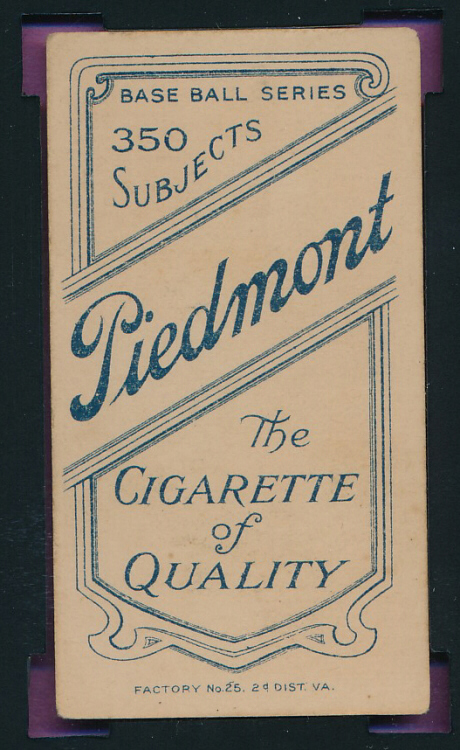 BASE BALL SERIES
350
SUBJECTS
Piedmont
The
CIGARETTE
of
QUALITY
FACTORY No. 25. 2d DIST. VA.